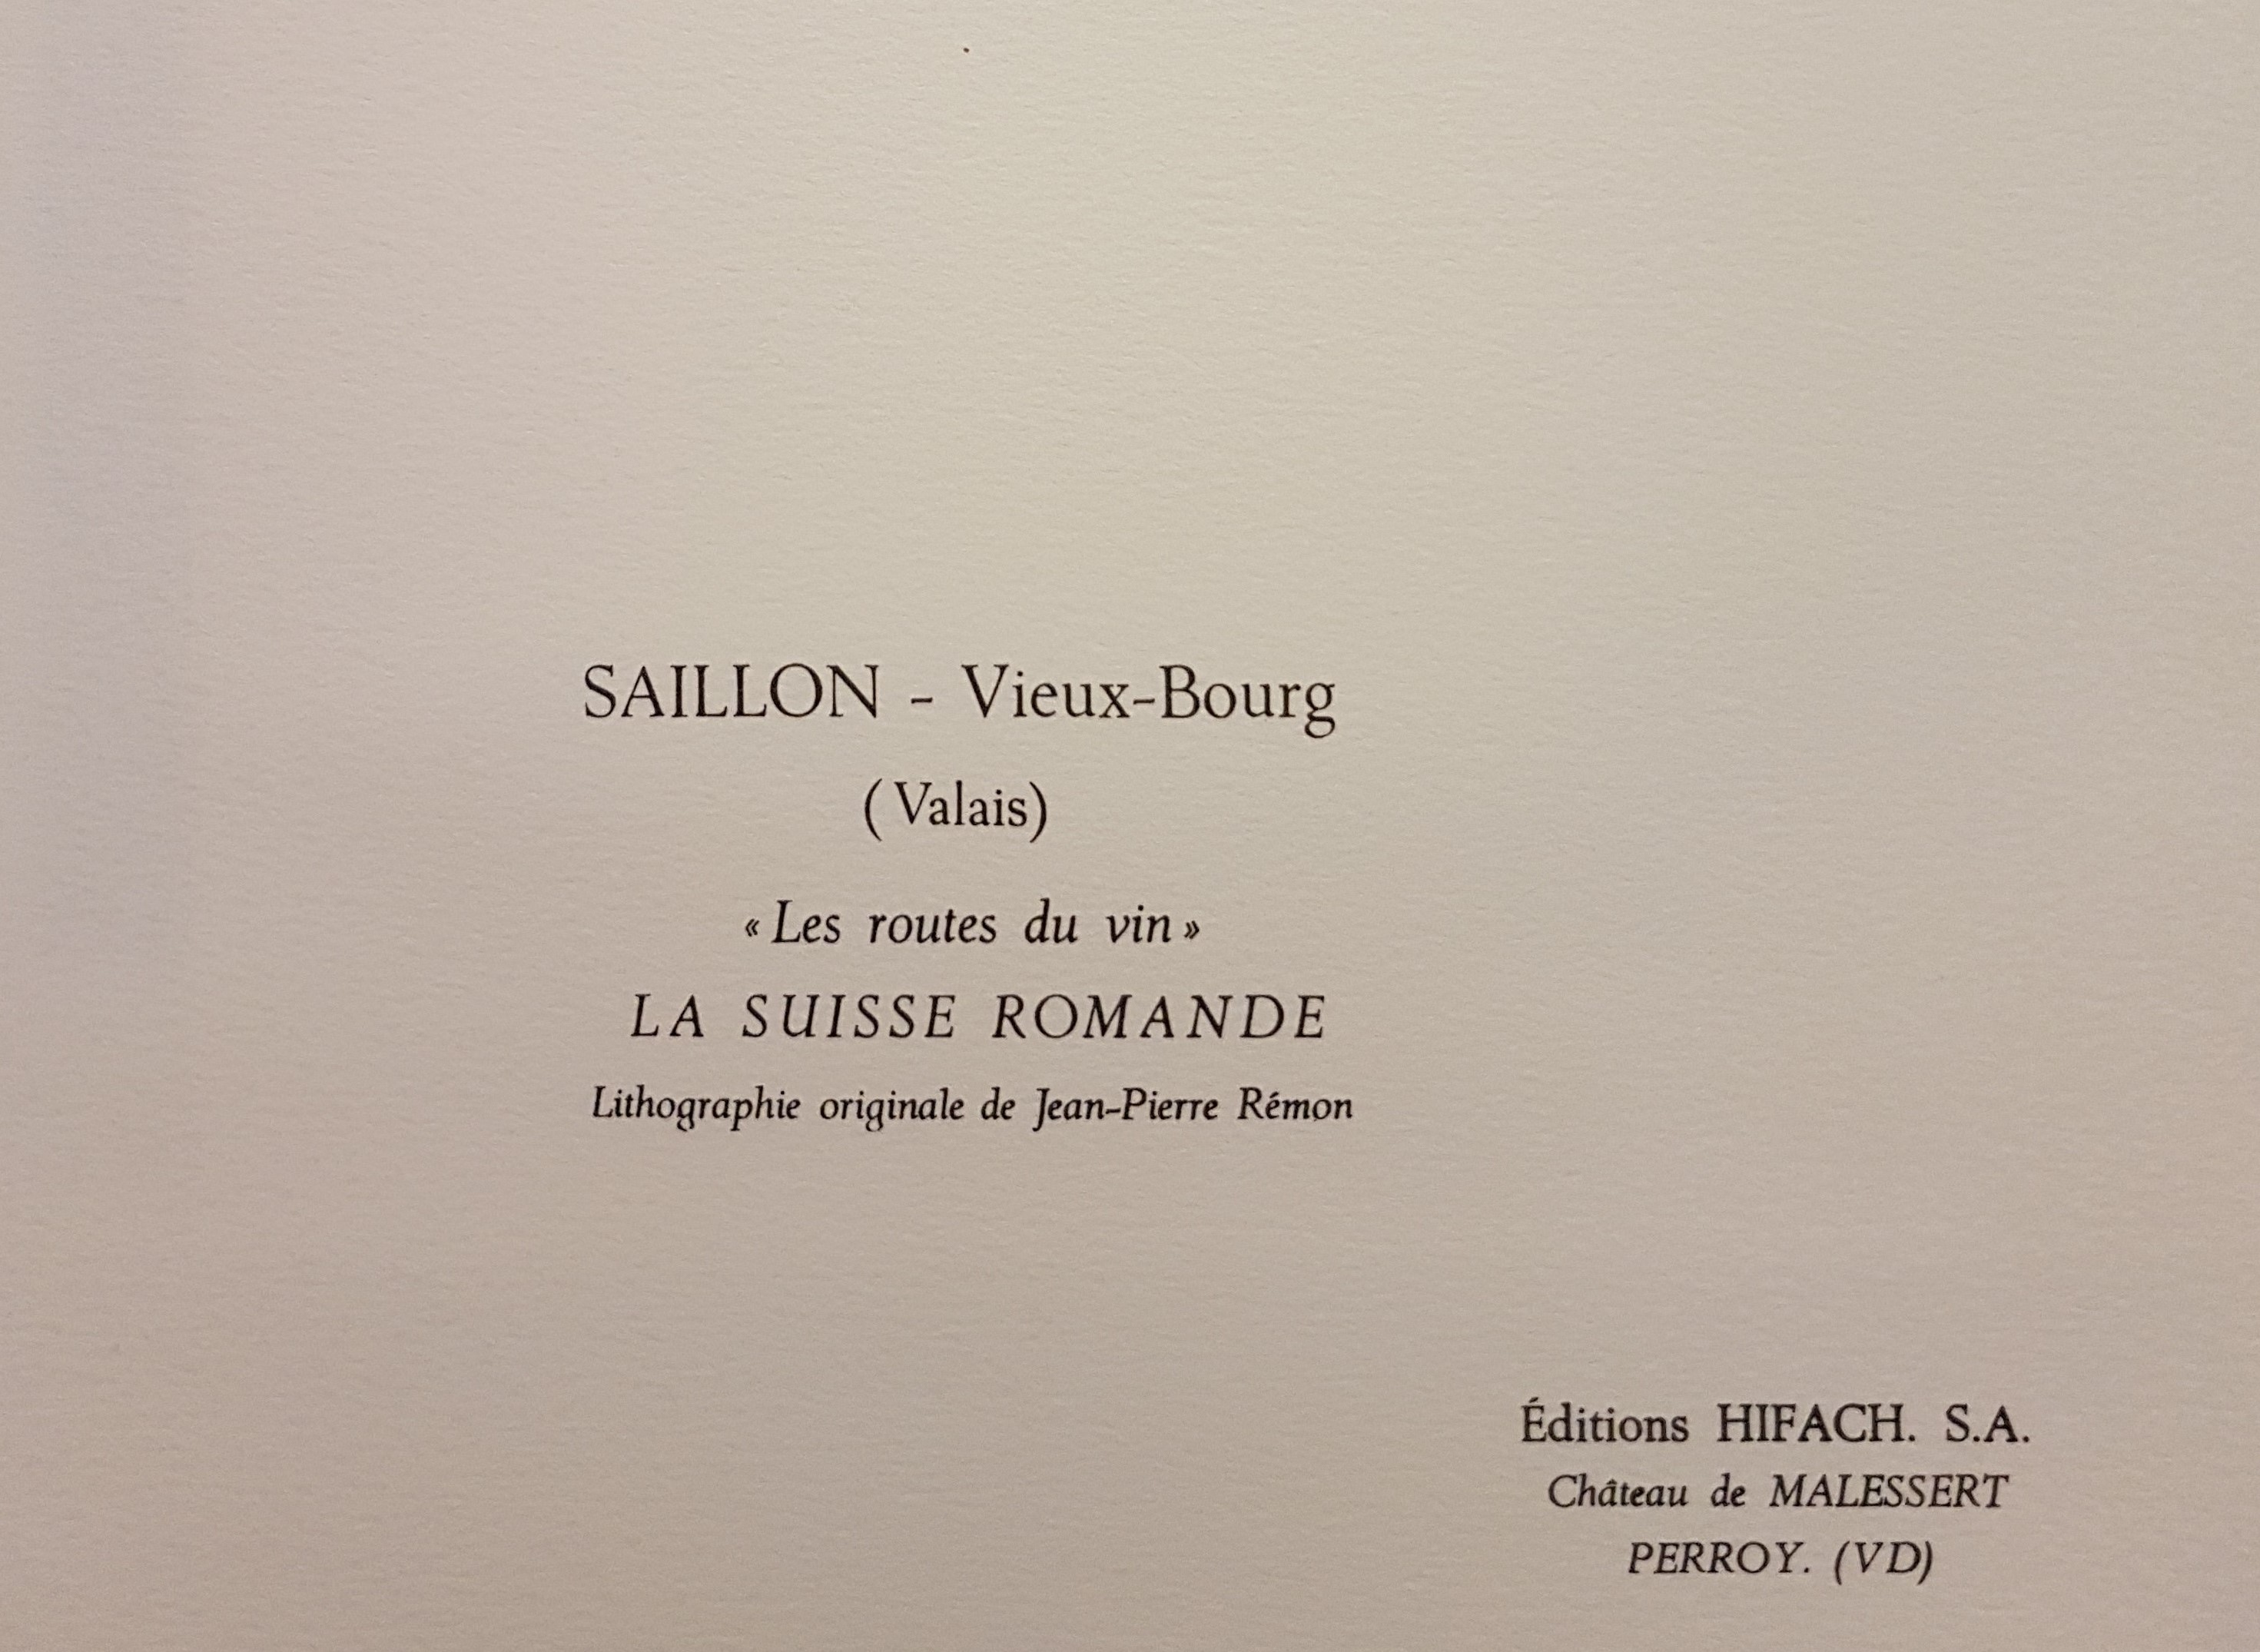 SAILLON - Vieux-Bourg
(Valais)
« Les routes du vin »
LA SUISSE ROMANDE
Lithographie originale de Jean-Pierre Rémon
Éditions HIFACH. S.A.
Château de MALESSERT
PERROY. (VD)